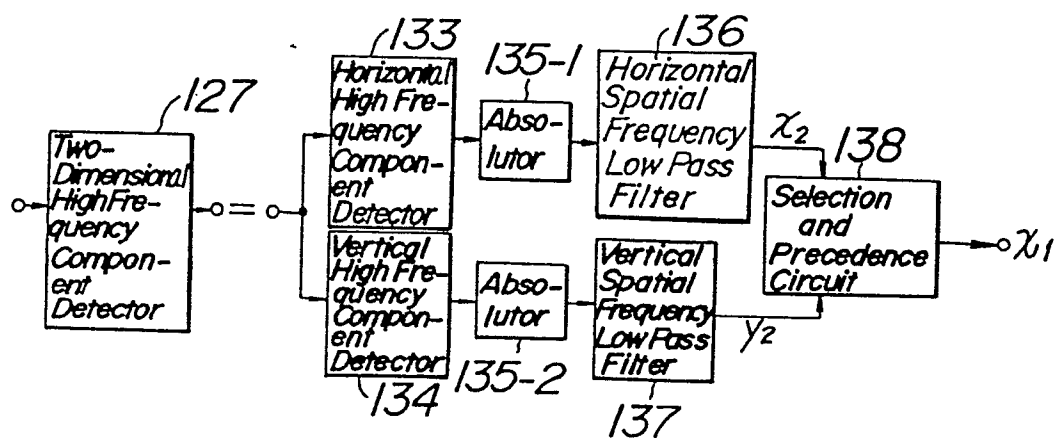 127
Two-
Dimensional
High Fre-
quency
Compon-
ent
Detector
=
133
Horizontal
High Fre-
quency
Compon-
ent
Detector
135-1
Abso-
lutor
136
Horizontal
Spatial
Frequency
Low Pass
Filter
x2
138
Selection
and
Precedence
Circuit
x1
Vertical
High Fre-
quency
Compon-
ent
Detector
134
Abso-
lutor
135-2
Vertical
Spatial
Frequency
Low Pass
Filter
137
y2